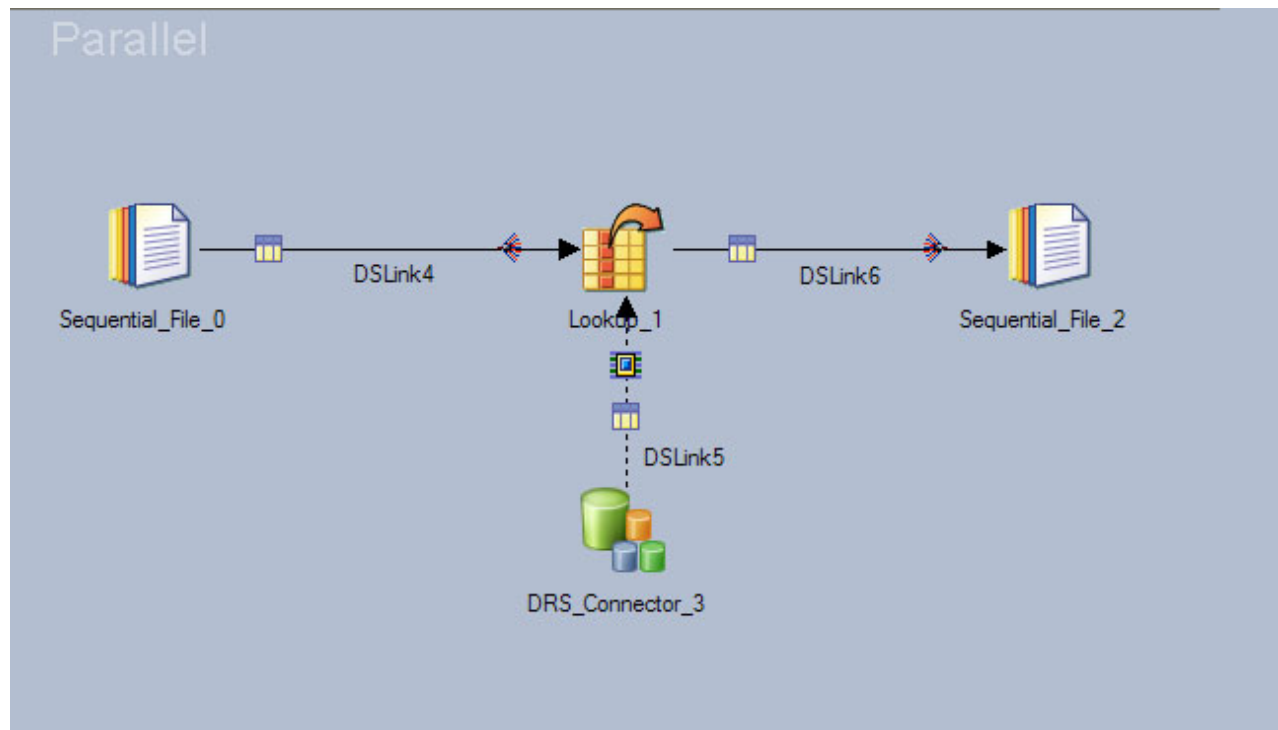 Parallel
DSLink4
DSLink6
Sequential_File_0
Lookup_1
Sequential_File_2
DSLink5
DRS_Connector_3